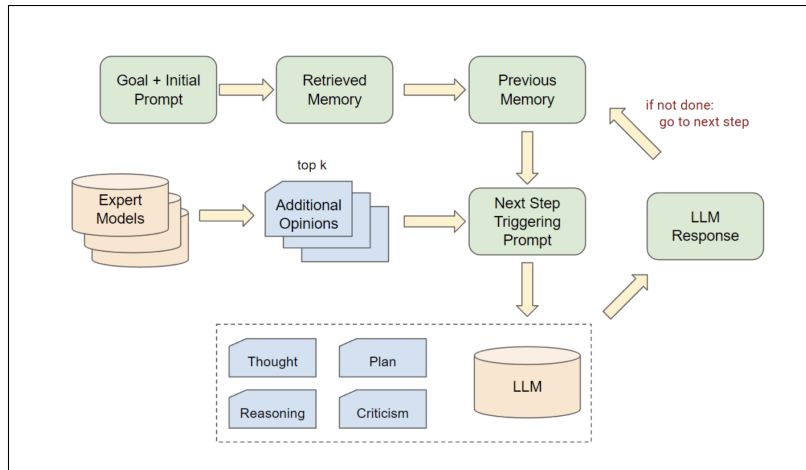 Goal + Initial
Prompt
Retrieved
Memory
Previous
Memory
if not done:
go to next step
Expert
Models
top k
Additional
Opinions
Next Step
Triggering
Prompt
LLM
Response
Thought
Plan
Reasoning
Criticism
LLM